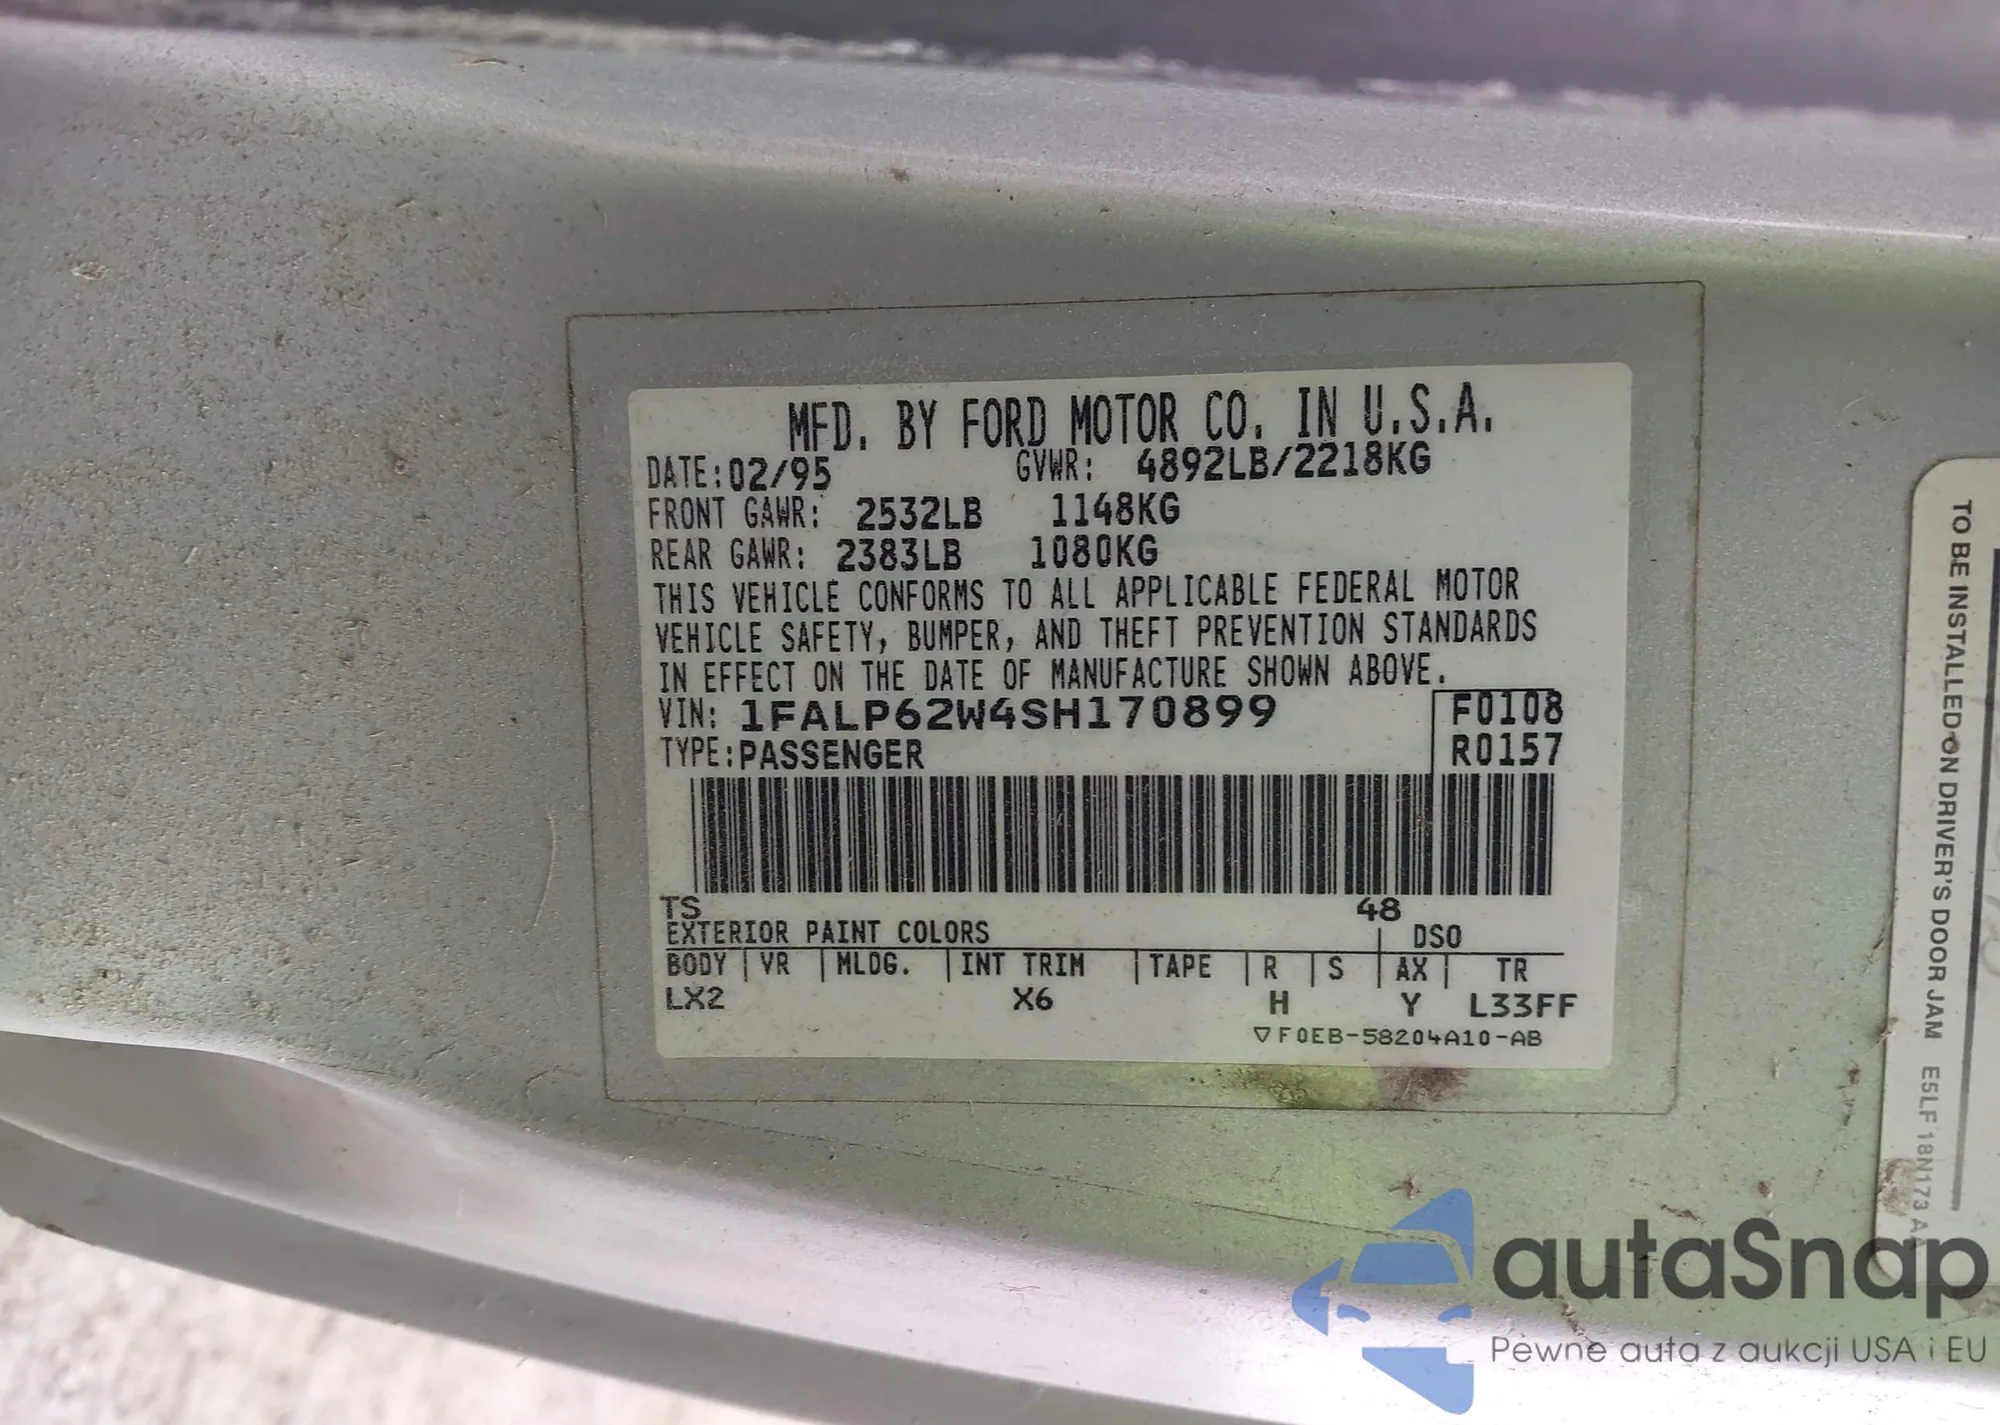 MFD. BY FORD MOTOR CO. IN U.S.A.
DATE: 02/95 GVWR: 4892LB/2218KG
FRONT GAWR: 2532LB 1148KG
REAR GAWR: 2383LB 1080KG
THIS VEHICLE CONFORMS TO ALL APPLICABLE FEDERAL MOTOR
VEHICLE SAFETY, BUMPER, AND THEFT PREVENTION STANDARDS
IN EFFECT ON THE DATE OF MANUFACTURE SHOWN ABOVE.
VIN: 1FALP62W4SH170899 F0108
TYPE: PASSENGER R0157
TS 48
EXTERIOR PAINT COLORS DSO
BODY VR MLDG. INT TRIM TAPE R S AX TR
LX2 X6 H Y L33FF
▽F0EB-58204A10-AB
TO BE INSTALLED ON DRIVER'S DOOR JAM E5LF 18N173
autaSnap
Pewne auta z aukcji USA i EU